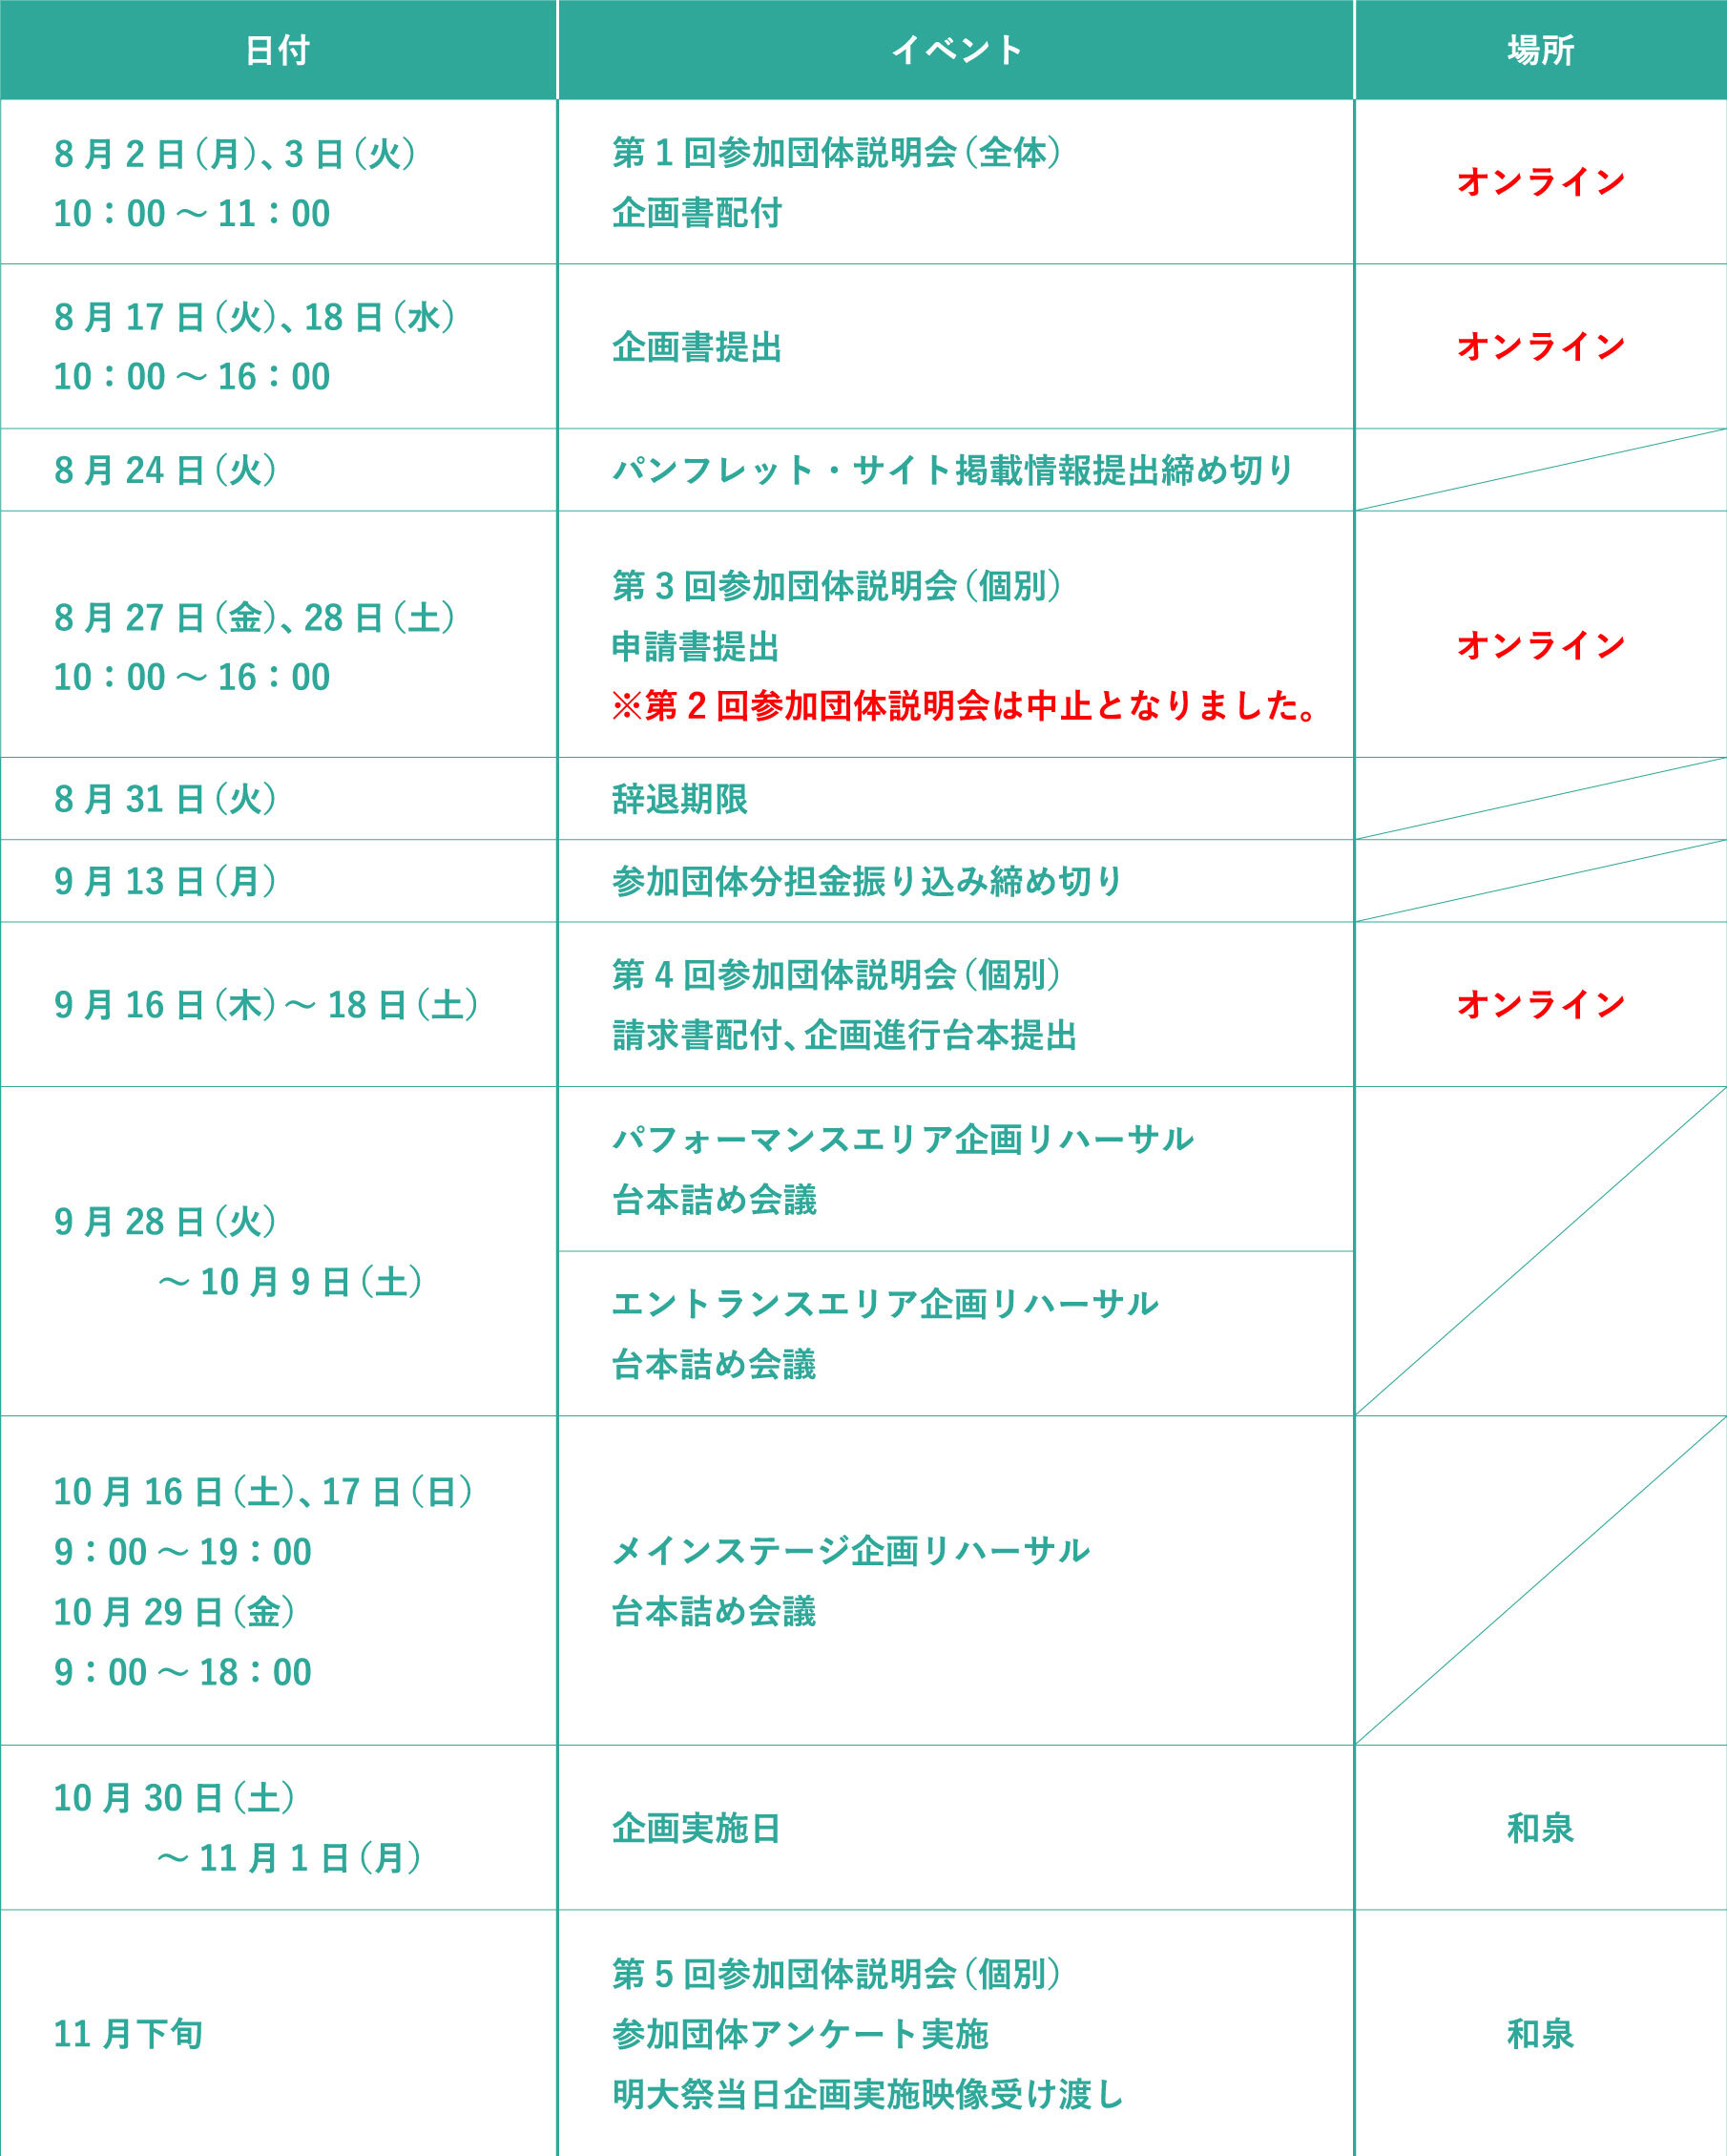 日付 イベント 場所
8月2日（月）、3日（火）
10：00～11：00
第1回参加団体説明会（全体）
企画書配付
オンライン
8月17日（火）、18日（水）
10：00～16：00
企画書提出
オンライン
8月24日（火）
パンフレット・サイト掲載情報提出締め切り
8月27日（金）、28日（土）
10：00～16：00
第3回参加団体説明会（個別）
申請書提出
※第2回参加団体説明会は中止となりました。
オンライン
8月31日（火）
辞退期限
9月13日（月）
参加団体分担金振り込み締め切り
9月16日（木）～18日（土）
第4回参加団体説明会（個別）
請求書配付、企画進行台本提出
オンライン
9月28日（火）
～10月9日（土）
パフォーマンスエリア企画リハーサル
台本詰め会議
エントランスエリア企画リハーサル
台本詰め会議
10月16日（土）、17日（日）
9：00～19：00
10月29日（金）
9：00～18：00
メインステージ企画リハーサル
台本詰め会議
10月30日（土）
～11月1日（月）
企画実施日
和泉
11月下旬
第5回参加団体説明会（個別）
参加団体アンケート実施
明大祭当日企画実施映像受け渡し
和泉